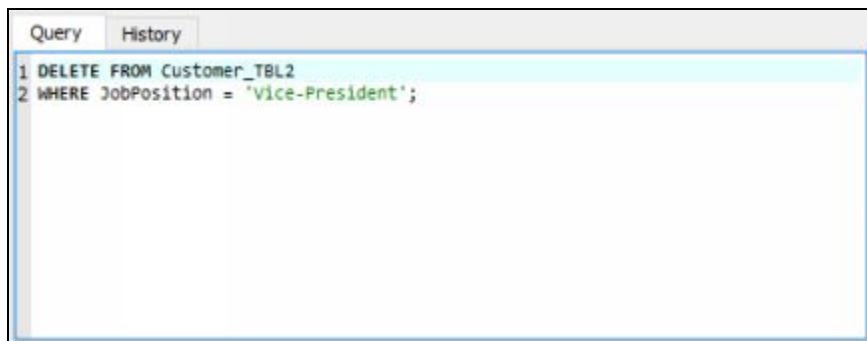 Query History
1 DELETE FROM Customer_TBL2
2 WHERE JobPosition = 'Vice-President';